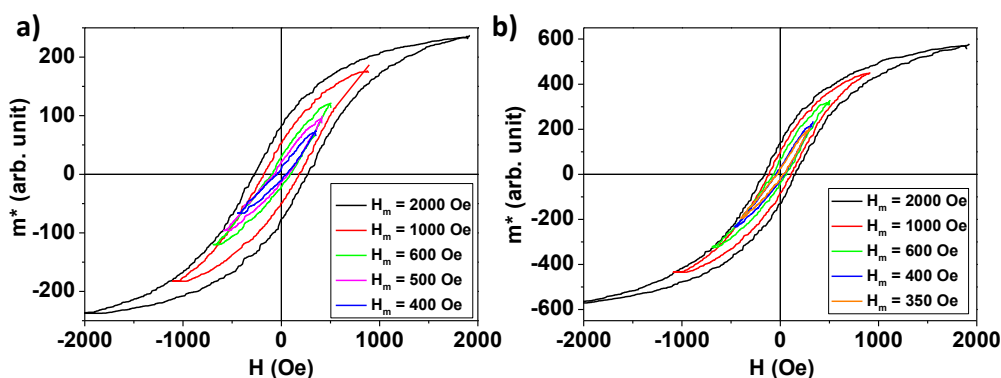 a)
m* (arb. unit)
200
100
0
-100
-200
-2000
-1000
0
1000
2000
H (Oe)
Hₘ = 2000 Oe
Hₘ = 1000 Oe
Hₘ = 600 Oe
Hₘ = 500 Oe
Hₘ = 400 Oe
b)
m* (arb. unit)
600
400
200
0
-200
-400
-600
-2000
-1000
0
1000
2000
H (Oe)
Hₘ = 2000 Oe
Hₘ = 1000 Oe
Hₘ = 600 Oe
Hₘ = 400 Oe
Hₘ = 350 Oe